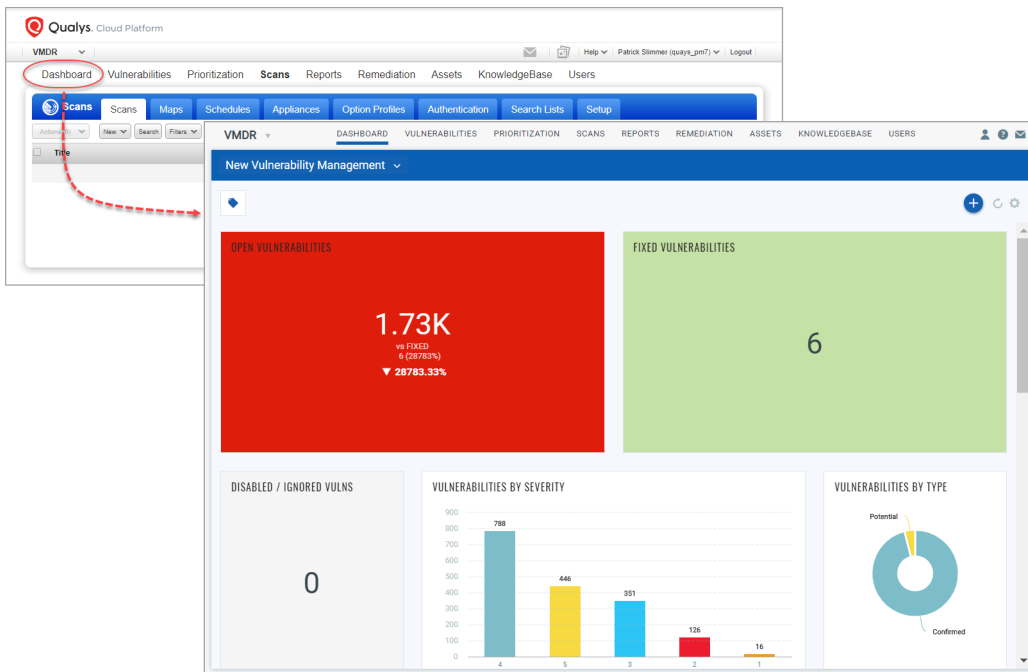 Qualys. Cloud Platform
VMDR
Help Patrick Slimmer (quays_pm7) Logout
Dashboard Vulnerabilities Prioritization Scans Reports Remediation Assets KnowledgeBase Users
Scans Scans Maps Schedules Appliances Option Profiles Authentication Search Lists Setup
New Search Filters
Title
VMDR DASHBOARD VULNERABILITIES PRIORITIZATION SCANS REPORTS REMEDIATION ASSETS KNOWLEDGEBASE USERS
New Vulnerability Management
OPEN VULNERABILITIES
1.73K
vs FIXED
6 (28783%)
▼ 28783.33%
FIXED VULNERABILITIES
6
DISABLED / IGNORED VULNS
0
VULNERABILITIES BY SEVERITY
900
800
700
600
500
400
300
200
100
0
788
446
351
126
16
4 5 3 2 1
VULNERABILITIES BY TYPE
Potential
Confirmed